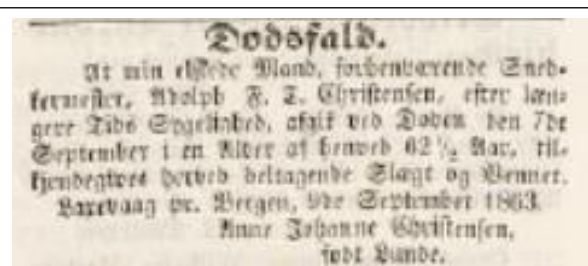 Dødsfald.
At min elskede Mand, forhenværende Sned-
kermester, Adolph F. T. Christensen, efter læn-
gere Tids Sygelighed, afgik ved Døden den 7de
September i en Alder af henved 62½ Aar, til-
kjendegives herved deltagende Slægt og Venner.
Laxevaag pr. Bergen, 9de September 1863.
Anne Johanne Christensen,
født Lunde.